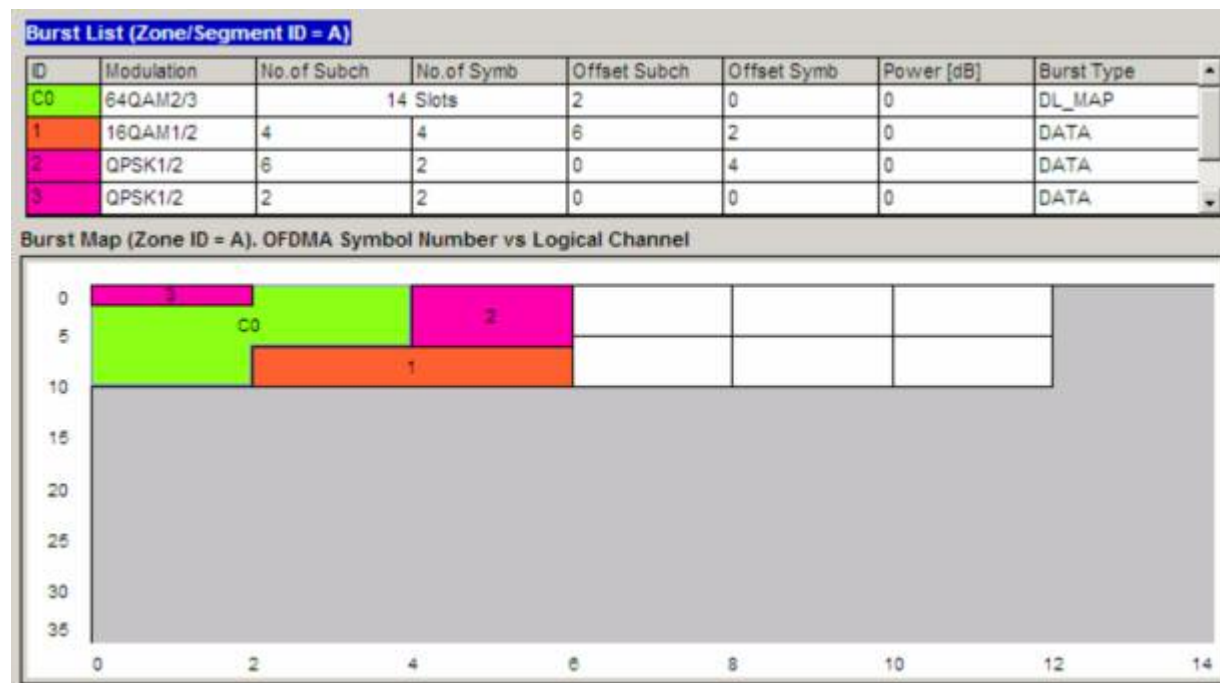 Burst List (Zone/Segment ID = A)
ID Modulation No.of Subch No.of Symb Offset Subch Offset Symb Power [dB] Burst Type
C0 64QAM2/3 14 Slots 2 0 0 DL_MAP
1 16QAM1/2 4 4 6 2 0 DATA
2 QPSK1/2 6 2 0 4 0 DATA
3 QPSK1/2 2 2 0 0 0 DATA
Burst Map (Zone ID = A). OFDMA Symbol Number vs Logical Channel
0
3
C0
2
5
1
10
15
20
25
30
35
0 2 4 6 8 10 12 14